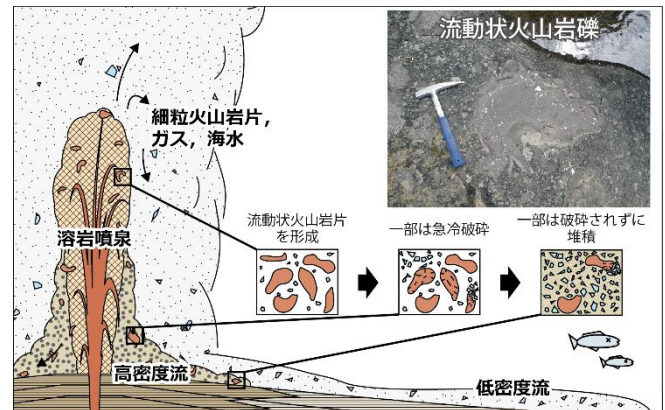 流動状火山岩礫
細粒火山岩片,
ガス, 海水
溶岩噴泉
流動状火山岩片
を形成
一部は急冷破砕
一部は破砕されずに
堆積
高密度流
低密度流